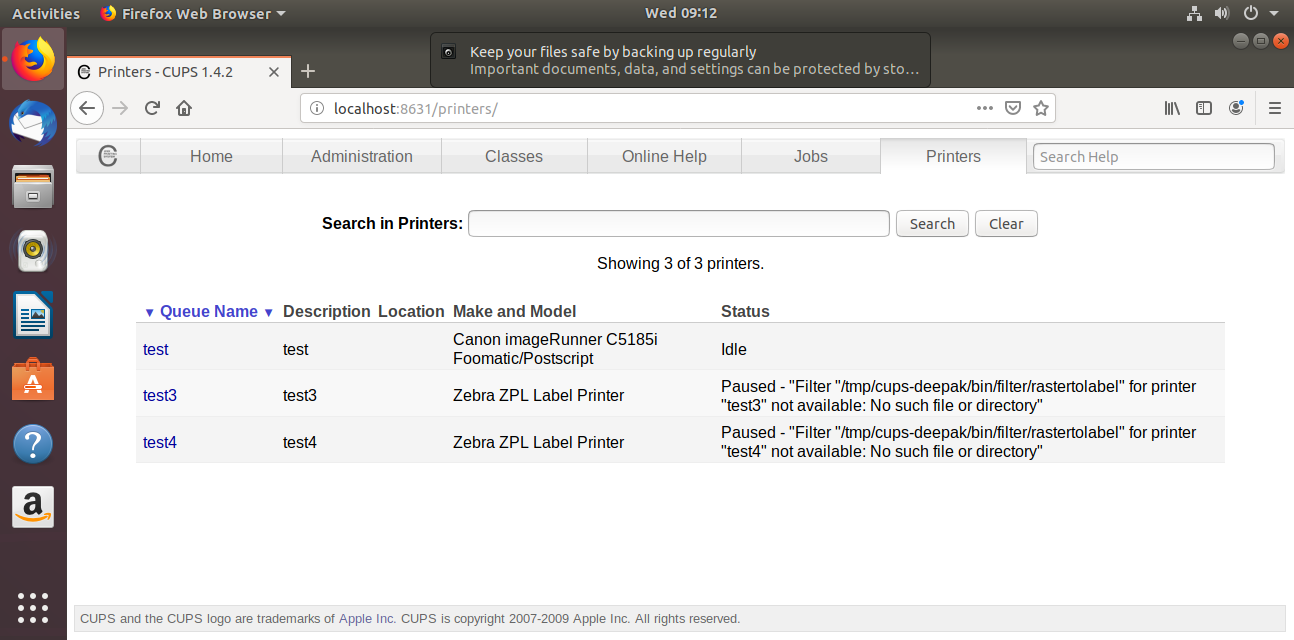 Activities Firefox Web Browser Wed 09:12
Keep your files safe by backing up regularly
Important documents, data, and settings can be protected by sto…
Printers - CUPS 1.4.2
localhost:8631/printers/
Home Administration Classes Online Help Jobs Printers Search Help
Search in Printers: Search Clear
Showing 3 of 3 printers.
▼ Queue Name ▼ Description Location Make and Model Status
test test Canon imageRunner C5185i Foomatic/Postscript Idle
test3 test3 Zebra ZPL Label Printer Paused - "Filter "/tmp/cups-deepak/bin/filter/rastertolabel" for printer
"test3" not available: No such file or directory"
test4 test4 Zebra ZPL Label Printer Paused - "Filter "/tmp/cups-deepak/bin/filter/rastertolabel" for printer
"test4" not available: No such file or directory"
CUPS and the CUPS logo are trademarks of Apple Inc. CUPS is copyright 2007-2009 Apple Inc. All rights reserved.